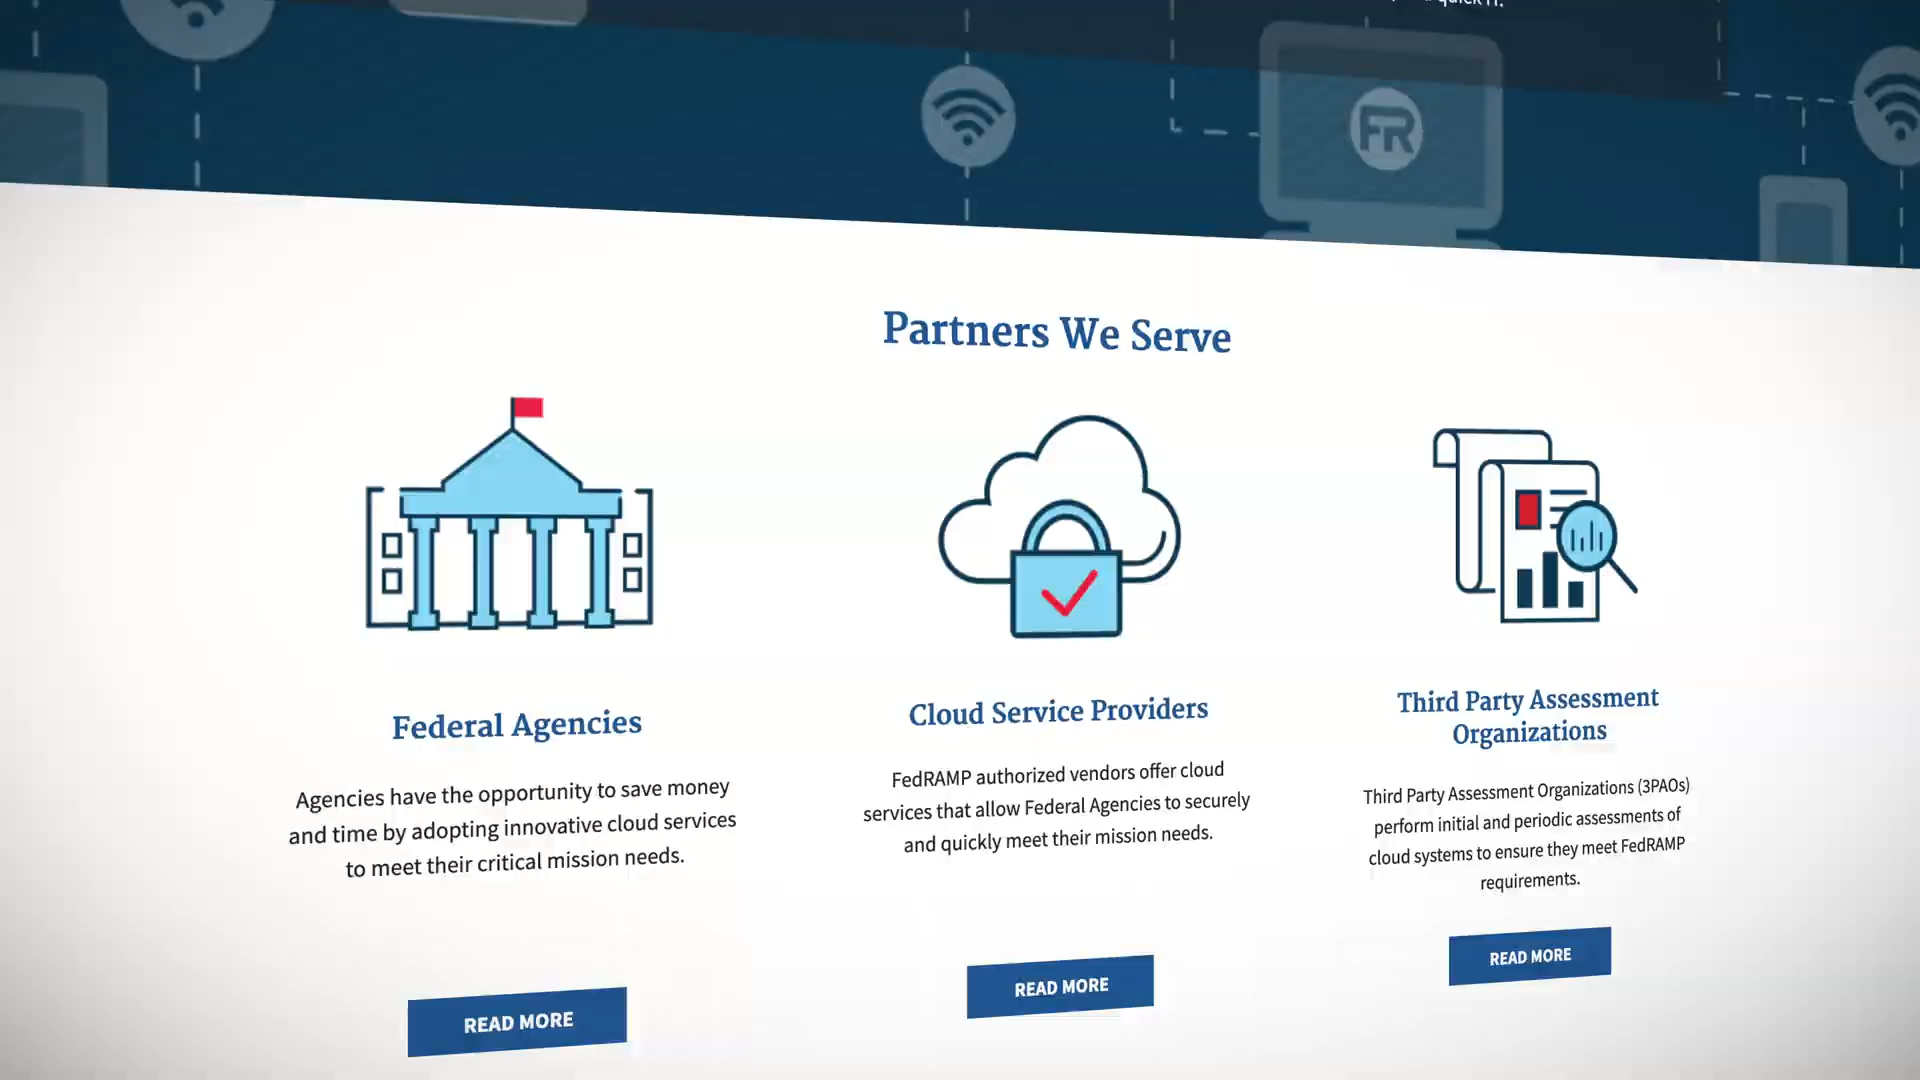 quick IT.
FR
Partners We Serve
Federal Agencies
Agencies have the opportunity to save money
and time by adopting innovative cloud services
to meet their critical mission needs.
READ MORE
Cloud Service Providers
FedRAMP authorized vendors offer cloud
services that allow Federal Agencies to securely
and quickly meet their mission needs.
READ MORE
Third Party Assessment
Organizations
Third Party Assessment Organizations (3PAOs)
perform initial and periodic assessments of
cloud systems to ensure they meet FedRAMP
requirements.
READ MORE